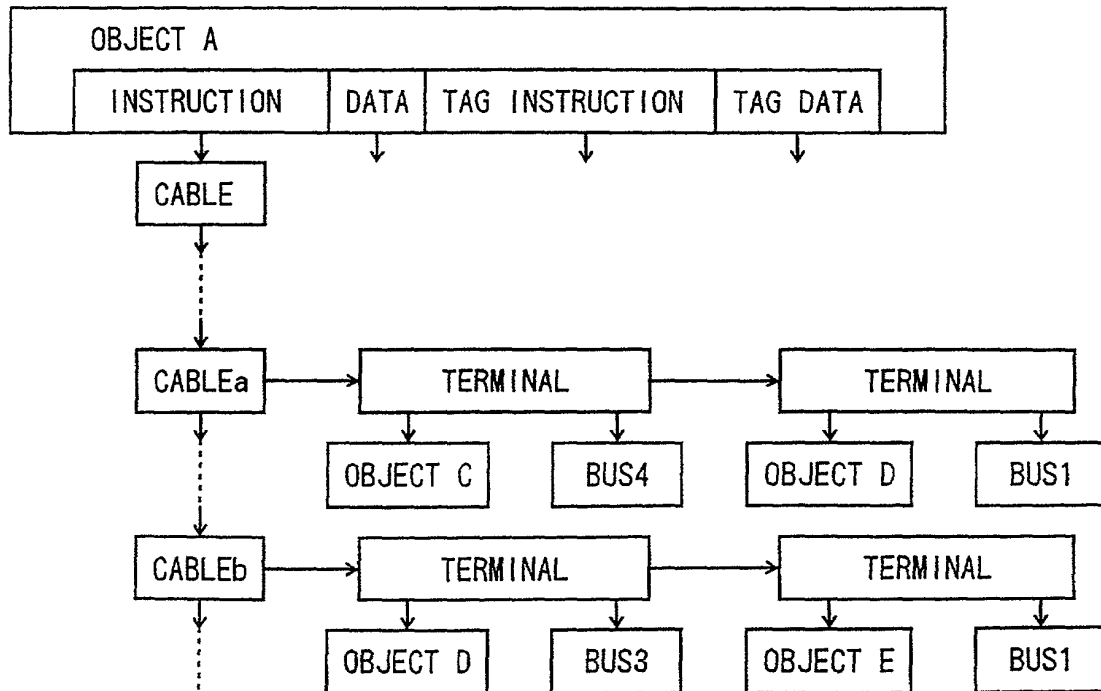 OBJECT A
INSTRUCTION DATA TAG INSTRUCTION TAG DATA
CABLE
CABLEa TERMINAL TERMINAL
OBJECT C BUS4 OBJECT D BUS1
CABLEb TERMINAL TERMINAL
OBJECT D BUS3 OBJECT E BUS1